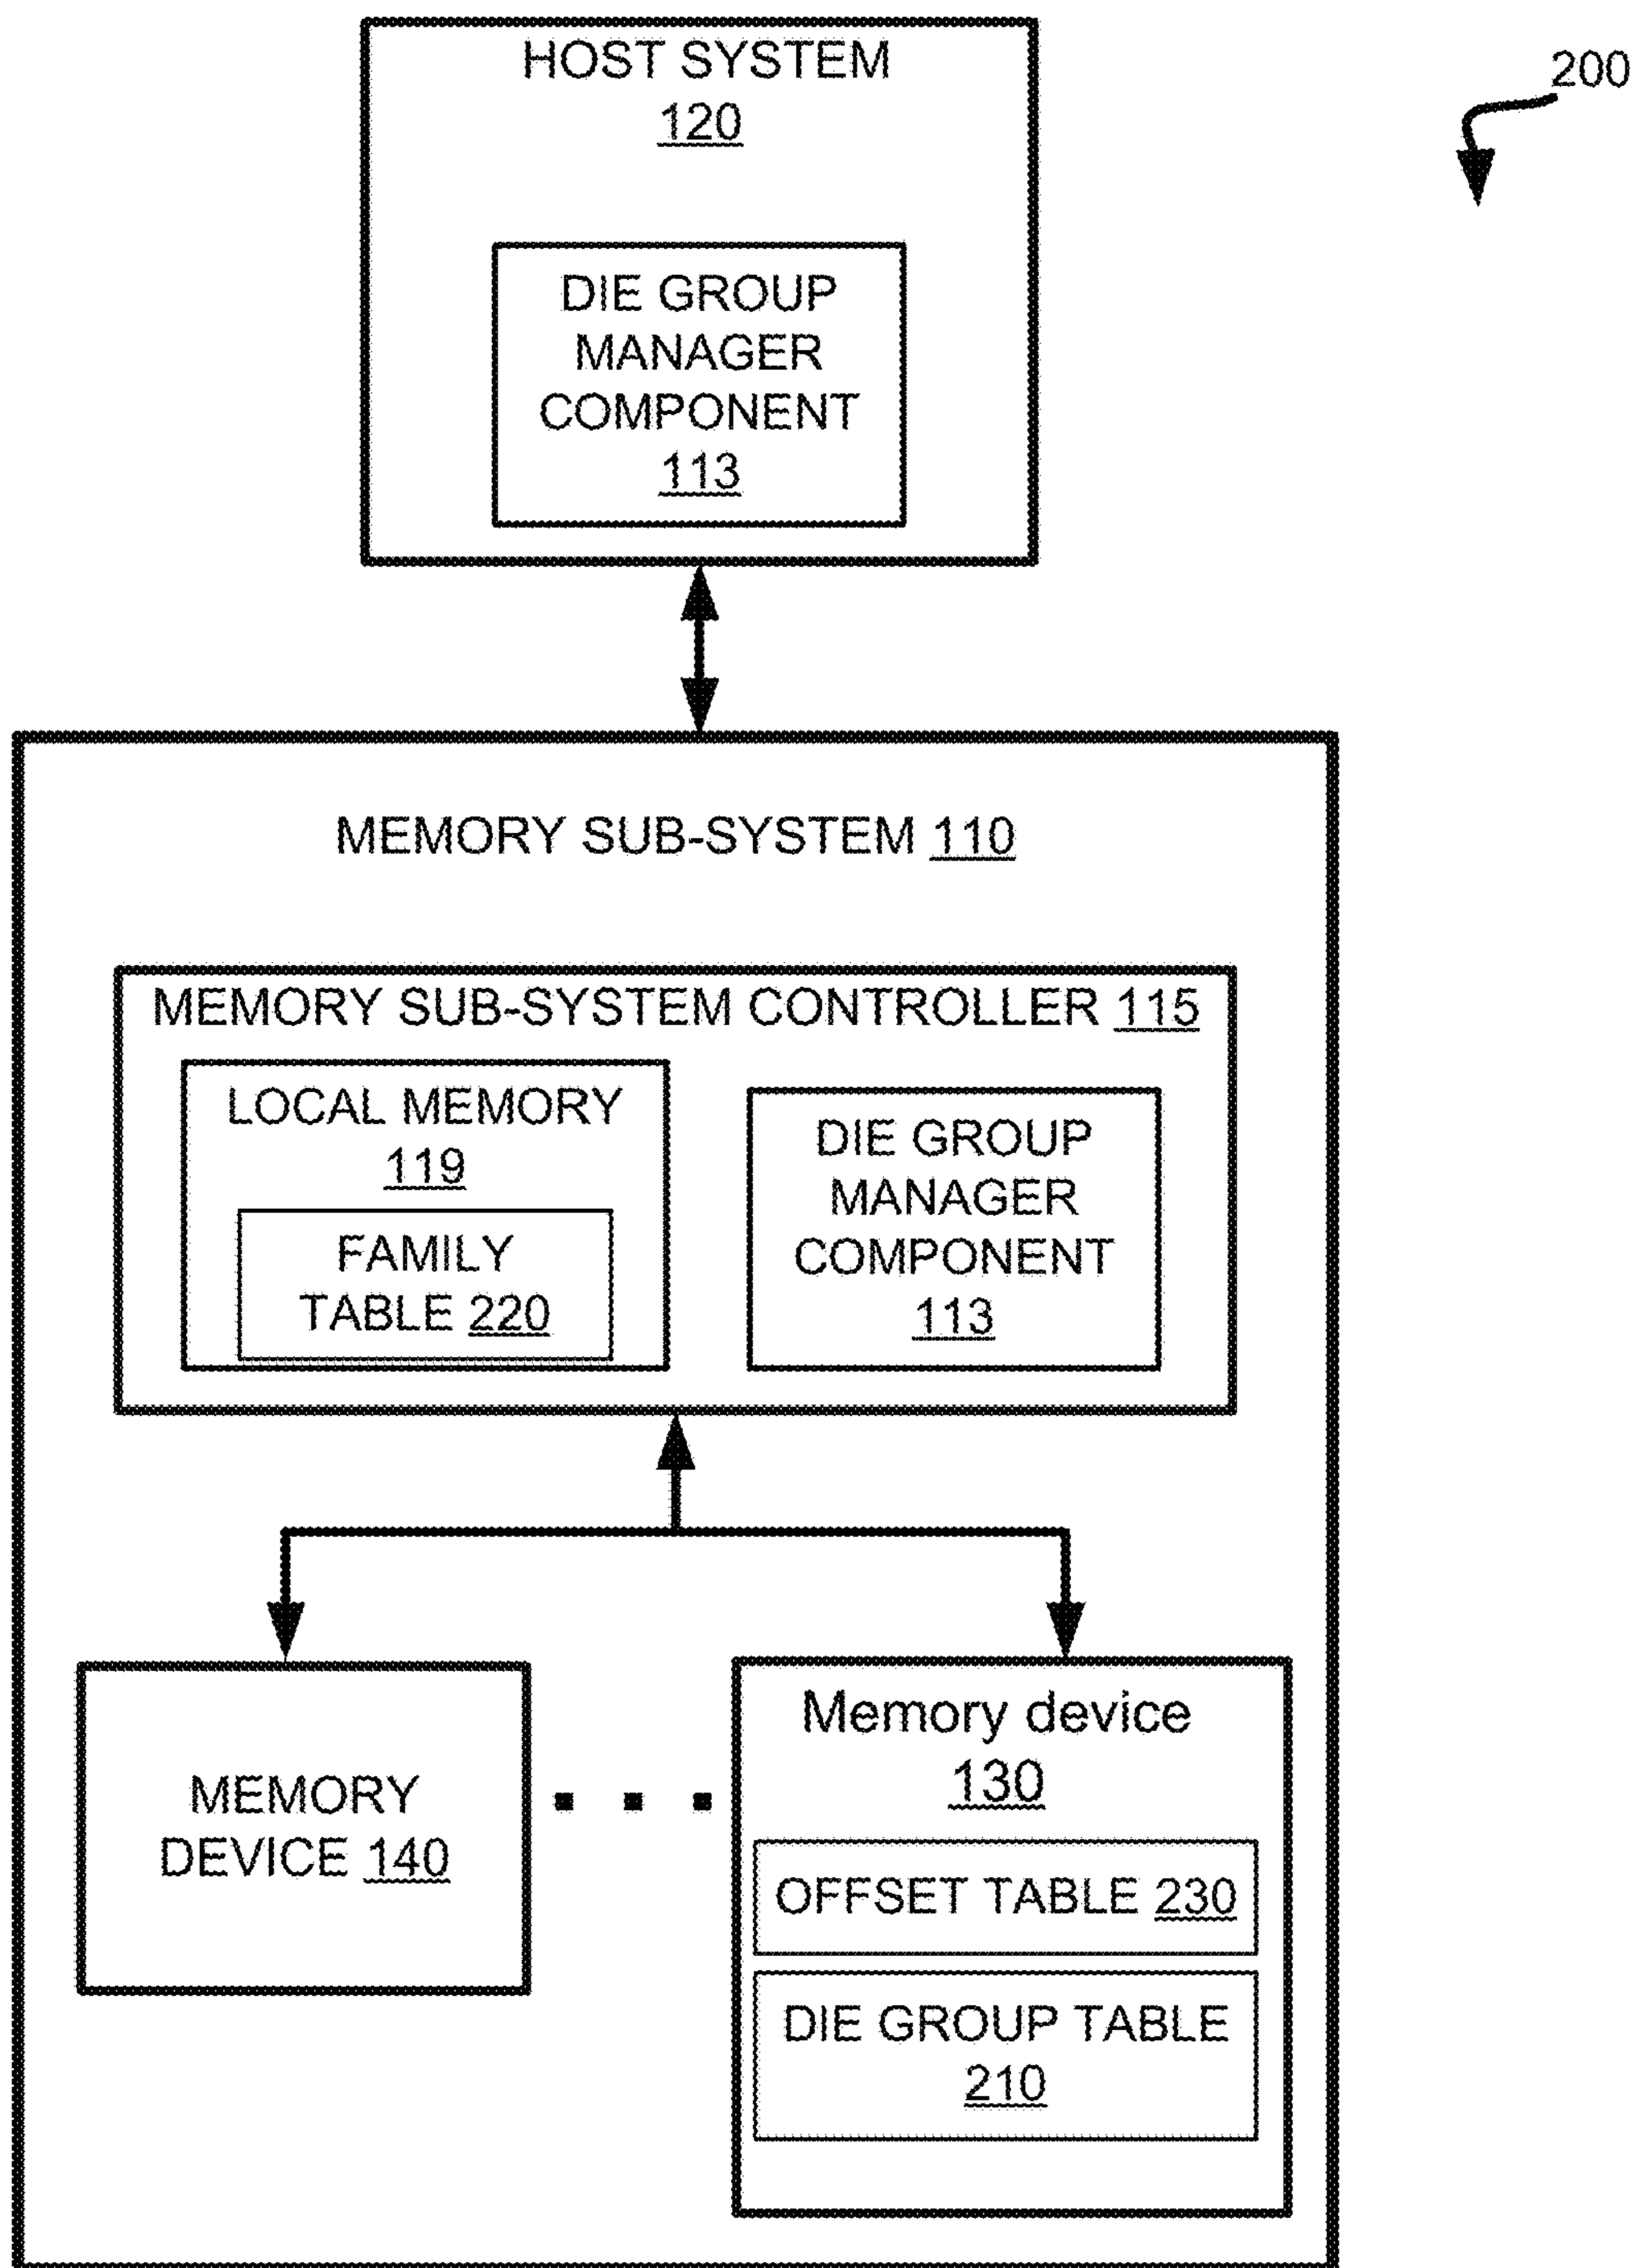 HOST SYSTEM
120
200
DIE GROUP
MANAGER
COMPONENT
113
MEMORY SUB-SYSTEM 110
MEMORY SUB-SYSTEM CONTROLLER 115
LOCAL MEMORY
119
FAMILY
TABLE 220
DIE GROUP
MANAGER
COMPONENT
113
MEMORY
DEVICE 140
Memory device
130
OFFSET TABLE 230
DIE GROUP TABLE
210